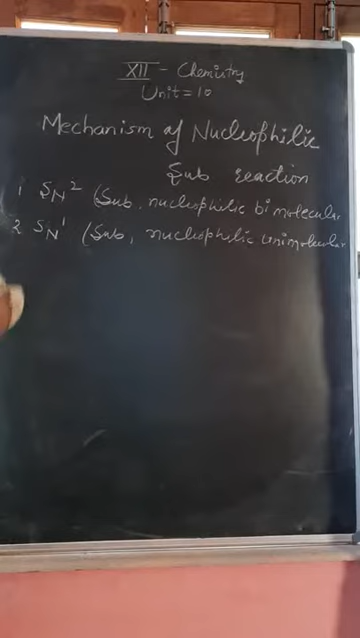 XII - Chemistry
Unit = 10
Mechanism of Nucleophilic
Sub reaction
1 SN2 (Sub. nucleophilic bimolecular
2 SN1 (Sub, nucleophilic unimolecular